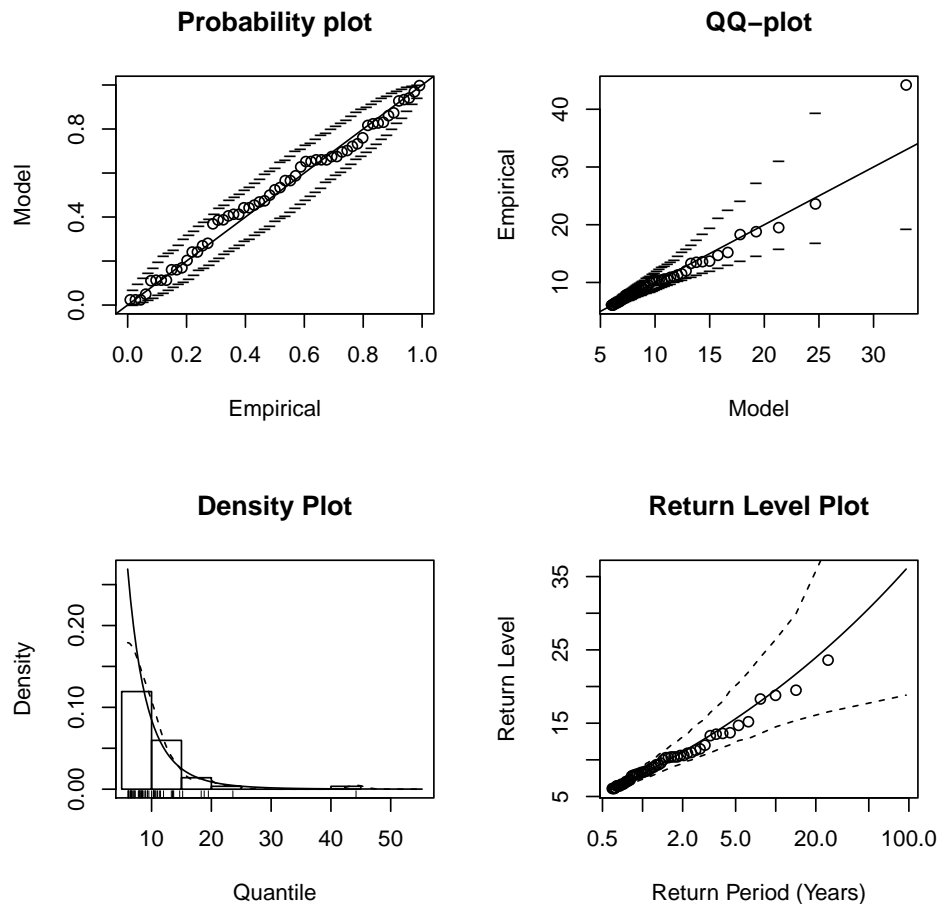 Probability plot
Model
0.0 0.4 0.8
0.0 0.2 0.4 0.6 0.8 1.0
Empirical
QQ−plot
Empirical
10 20 30 40
5 10 15 20 25 30
Model
Density Plot
Density
0.00 0.10 0.20
10 20 30 40 50
Quantile
Return Level Plot
Return Level
5 15 25 35
0.5 2.0 5.0 20.0 100.0
Return Period (Years)